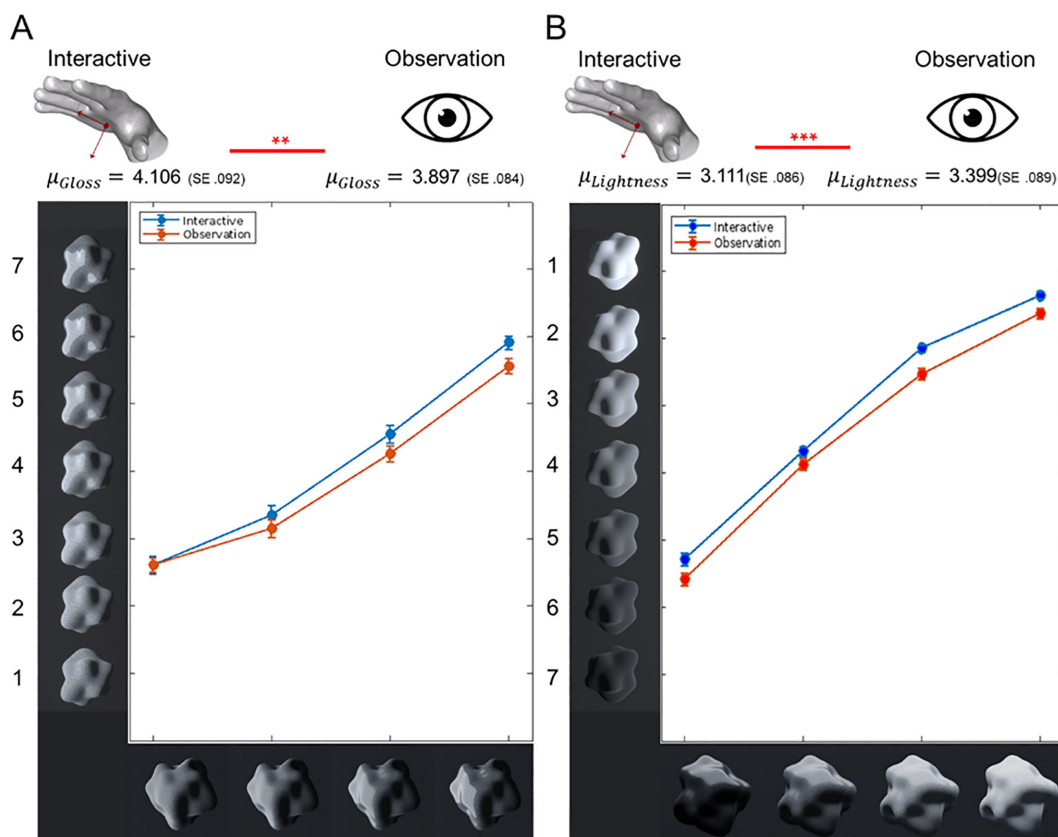 A
Interactive
Observation
**
μGloss = 4.106 (SE .092)
μGloss = 3.897 (SE .084)
Interactive
Observation
7
6
5
4
3
2
1
B
Interactive
Observation
***
μLightness = 3.111(SE .086)
μLightness = 3.399(SE .089)
Interactive
Observation
1
2
3
4
5
6
7